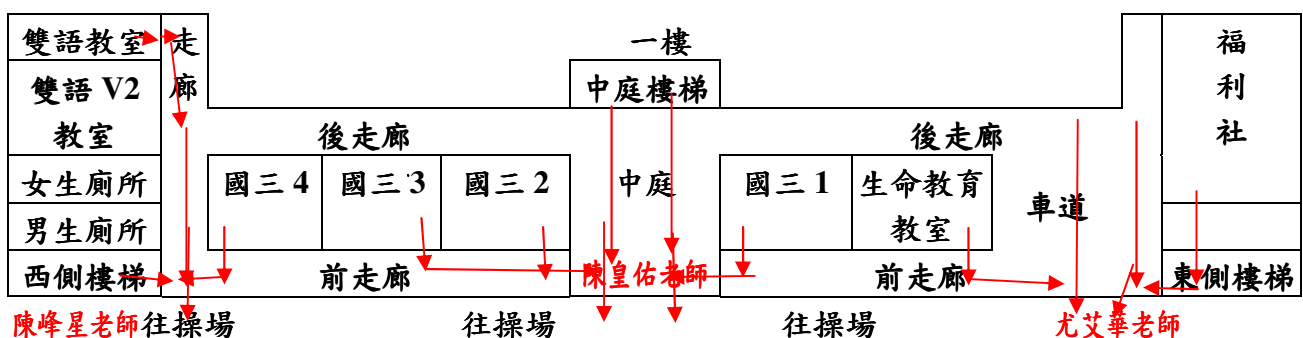 雙語教室 走廊 一樓 福利社
雙語 V2 教室 中庭樓梯
後走廊 後走廊
女生廁所 國三 4 國三 3 國三 2 中庭 國三 1 生命教育教室 車道
男生廁所
西側樓梯 前走廊 陳皇佑老師 前走廊 東側樓梯
陳峰星老師 往操場 往操場 往操場 尤艾華老師